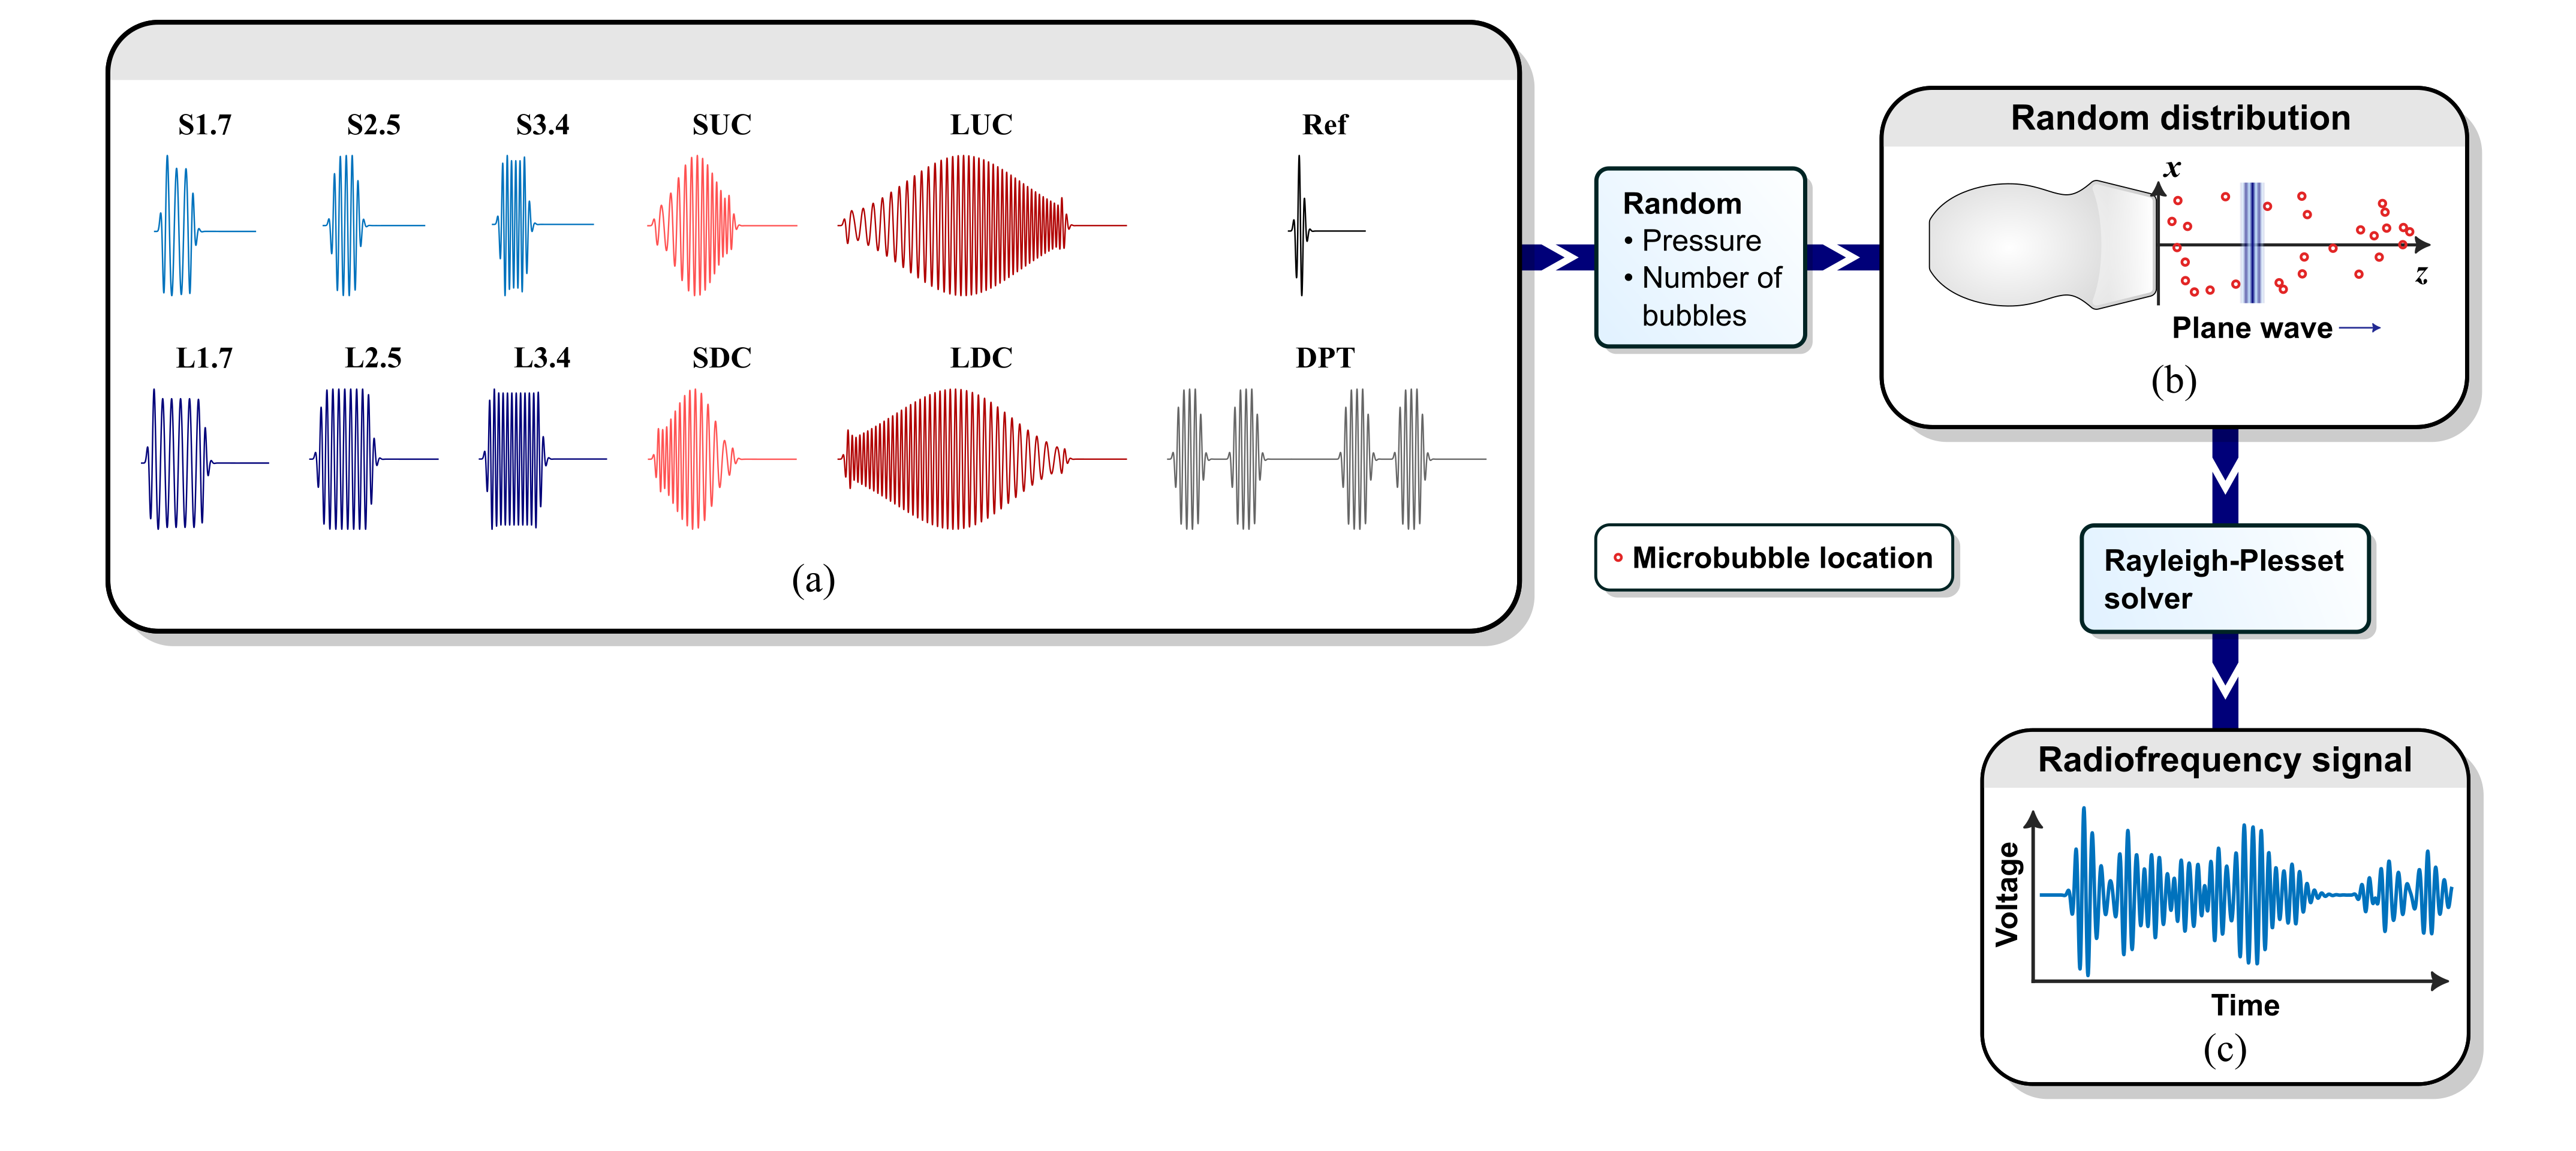 S1.7 S2.5 S3.4 SUC LUC Ref
L1.7 L2.5 L3.4 SDC LDC DPT
(a)
Random
• Pressure
• Number of
bubbles
Random distribution
x
z
Plane wave
(b)
Microbubble location
Rayleigh-Plesset
solver
Radiofrequency signal
Voltage
Time
(c)